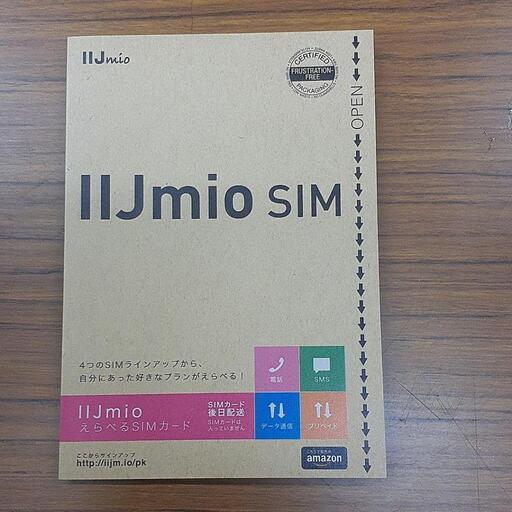 IIJmio
CERTIFIED
FRUSTRATION-FREE
PACKAGING
OPEN
IIJmio SIM
4つのSIMラインアップから、
自分にあった好きなプランがえらべる！
電話
SMS
IIJmio
えらべるSIMカード
SIMカード
後日配送
SIMカードは
入っていません
データ通信
プリペイド
ここからサインアップ
http://iijm.io/pk
amazon